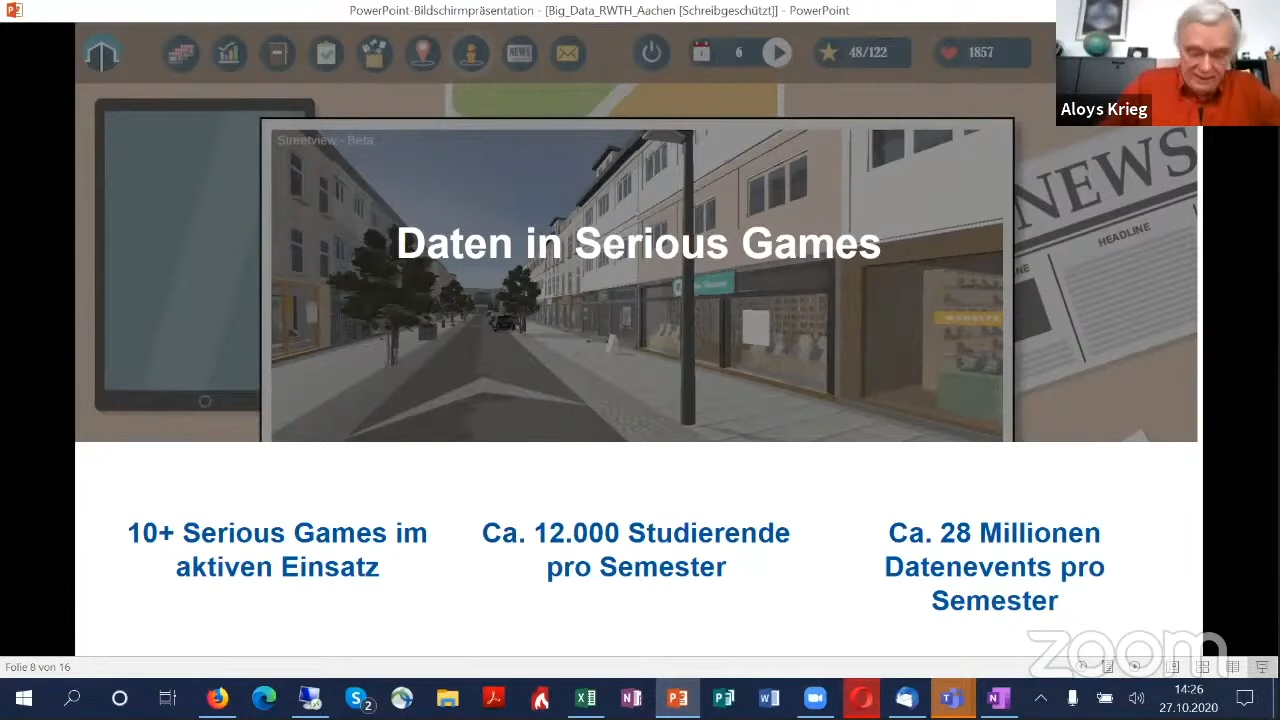 PowerPoint-Bildschirmpräsentation - [Big_Data_RWTH_Aachen [Schreibgeschützt]] - PowerPoint
NEWS
6
48/122
1857
Aloys Krieg
Streetview - Beta
Daten in Serious Games
NEWS
HEADLINE
10+ Serious Games im
aktiven Einsatz
Ca. 12.000 Studierende
pro Semester
Ca. 28 Millionen
Datenevents pro
Semester
zoom
Folie 8 von 16
2
14:26
27.10.2020